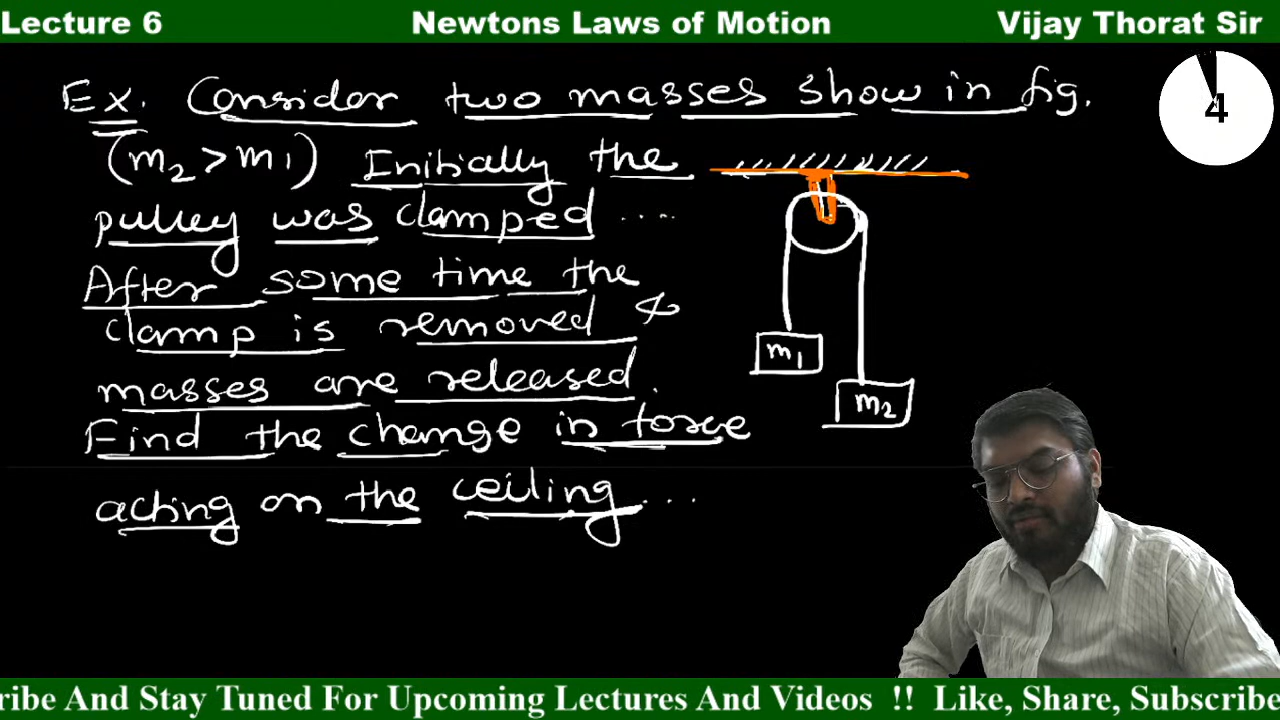 Lecture 6 Newtons Laws of Motion Vijay Thorat Sir
4
Ex. Consider two masses show in fig.
(m₂ > m₁) Initially the
pulley was clamped ....
After some time the
clamp is removed &
masses are released.
Find the change in force
acting on the ceiling ...
m₁
m₂
ribe And Stay Tuned For Upcoming Lectures And Videos !! Like, Share, Subscribe